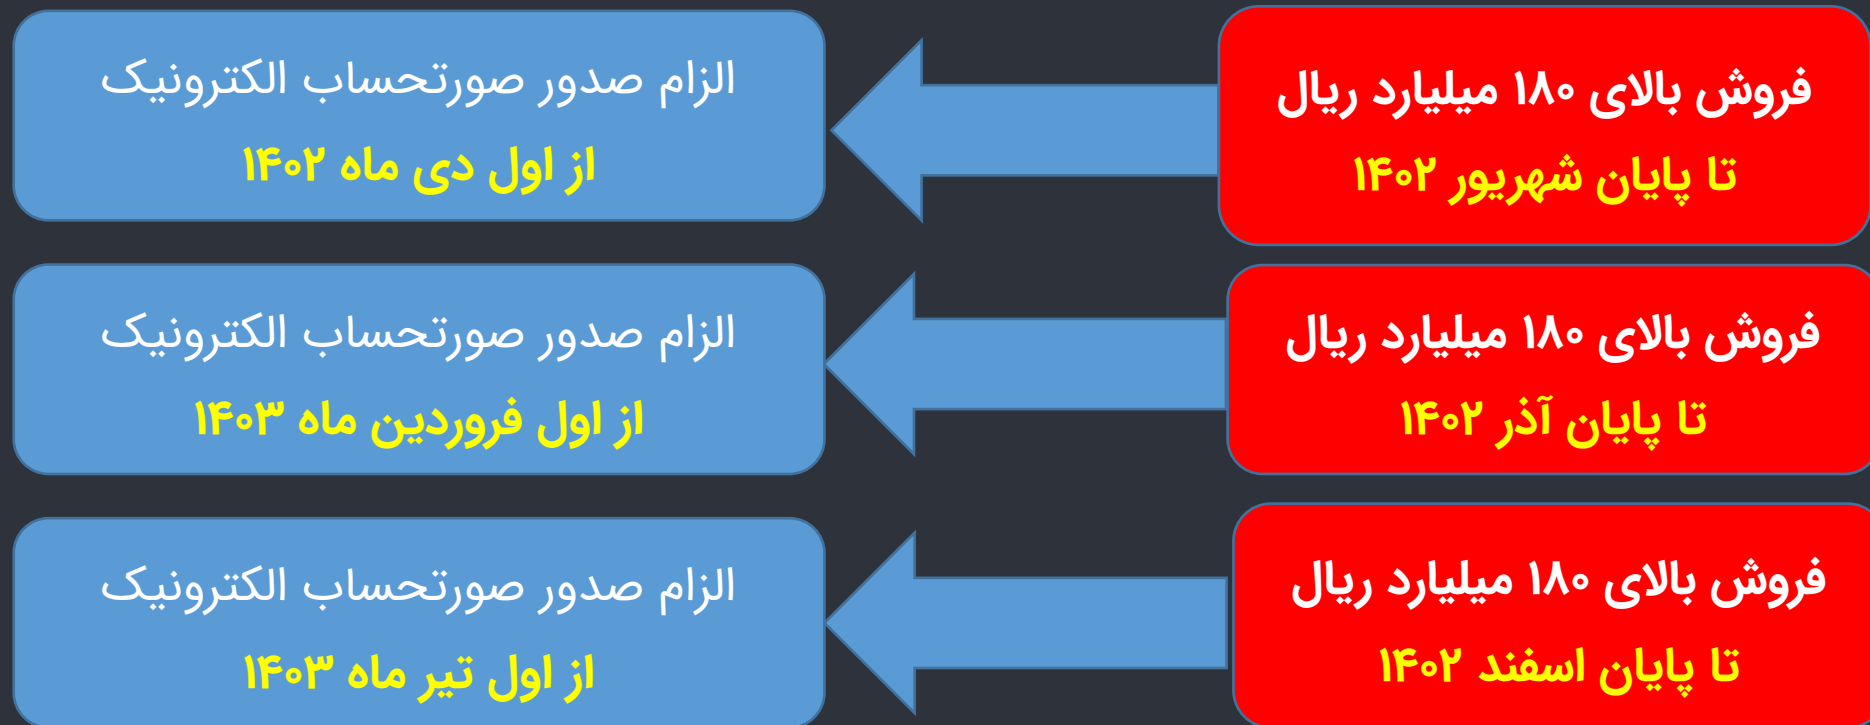 فروش بالای ۱۸۰ میلیارد ریال
تا پایان شهریور ۱۴۰۲
الزام صدور صورتحساب الکترونیک
از اول دی ماه ۱۴۰۲
فروش بالای ۱۸۰ میلیارد ریال
تا پایان آذر ۱۴۰۲
الزام صدور صورتحساب الکترونیک
از اول فروردین ماه ۱۴۰۳
فروش بالای ۱۸۰ میلیارد ریال
تا پایان اسفند ۱۴۰۲
الزام صدور صورتحساب الکترونیک
از اول تیر ماه ۱۴۰۳